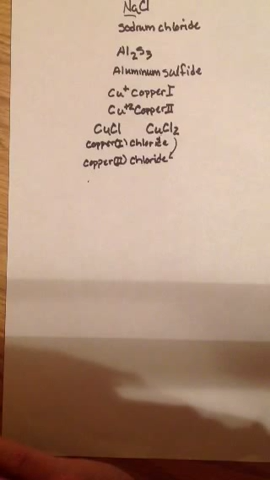 NaCl
Sodium chloride
Al2S3
Aluminum sulfide
Cu+ Copper I
Cu+2 Copper II
CuCl CuCl2
copper(I) chloride
copper(II) chloride